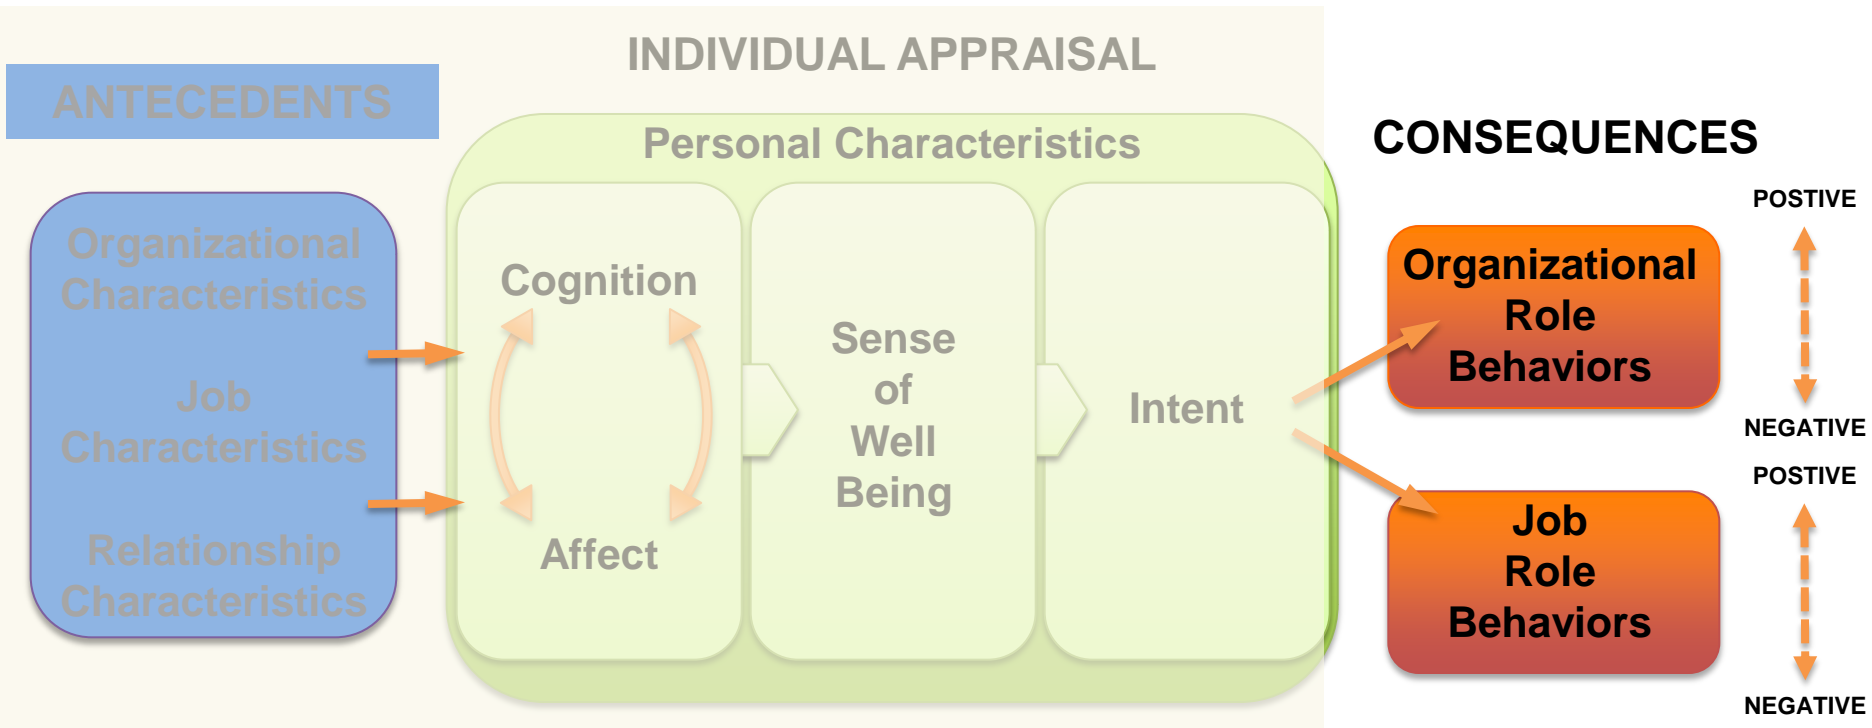 INDIVIDUAL APPRAISAL
ANTECEDENTS
Personal Characteristics
CONSEQUENCES
Organizational
Characteristics
Job
Characteristics
Relationship
Characteristics
Cognition
Affect
Sense
of
Well
Being
Intent
Organizational
Role
Behaviors
POSTIVE
NEGATIVE
Job
Role
Behaviors
POSTIVE
NEGATIVE